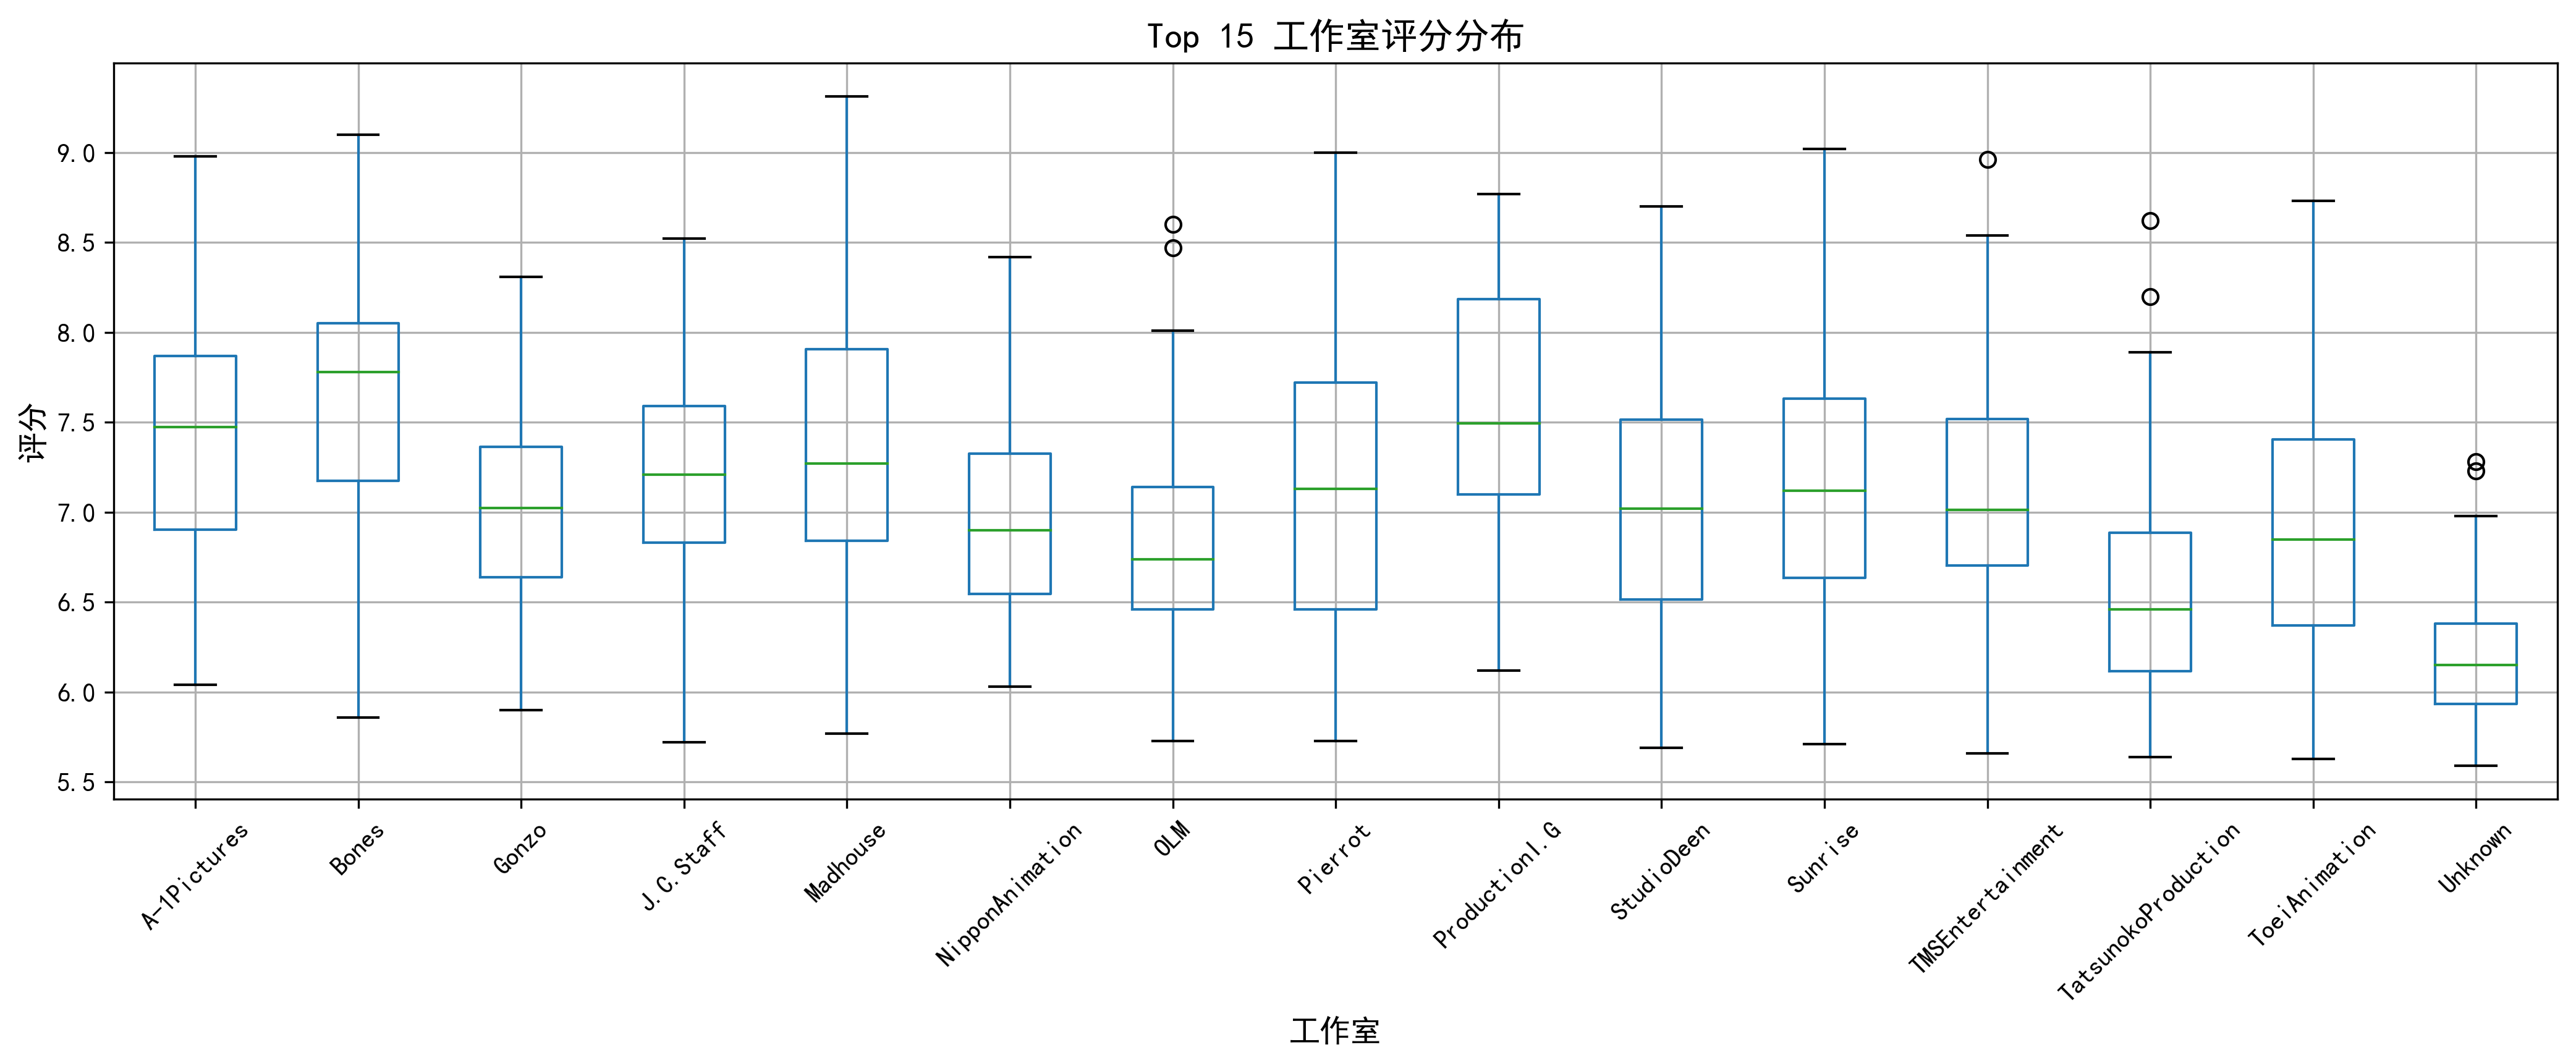 Top 15 工作室评分分布
评分
9.0
8.5
8.0
7.5
7.0
6.5
6.0
5.5
A-1Pictures
Bones
Gonzo
J.C.Staff
Madhouse
NipponAnimation
OLM
Pierrot
ProductionI.G
StudioDeen
Sunrise
TMSEntertainment
TatsunokoProduction
ToeiAnimation
Unknown
工作室